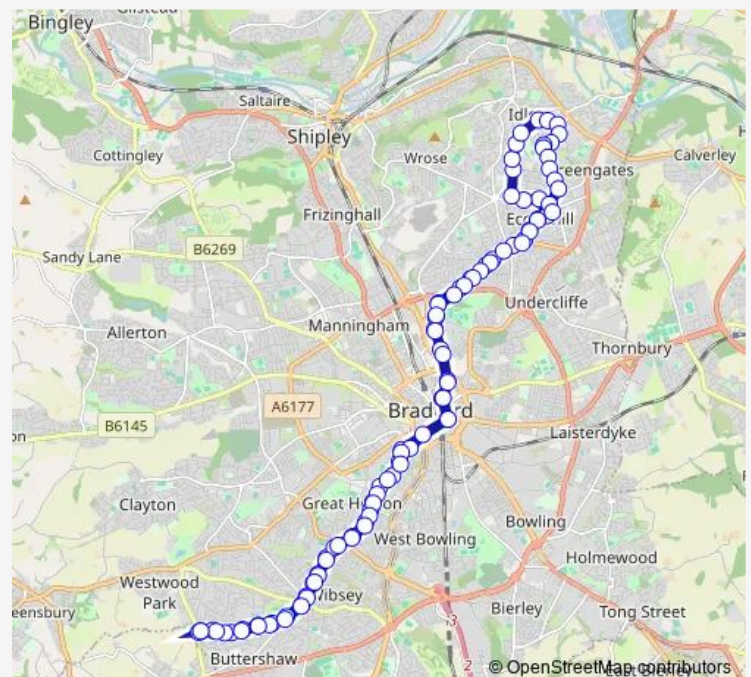 Bingley
Saltaire
Shipley
Idle
Cottingley
Wrose
Calverley
Greengates
Frizinghall
Eccleshill
B6269
Sandy Lane
Undercliffe
Manningham
Allerton
Thornbury
A6177
Bradford
B6145
Laisterdyke
Clayton
Great Horton
Bowling
West Bowling
Holmewood
Westwood
Park
Wibsey
eensbury
Bierley
Tong Street
3
Buttershaw
2
© OpenStreetMap contributors